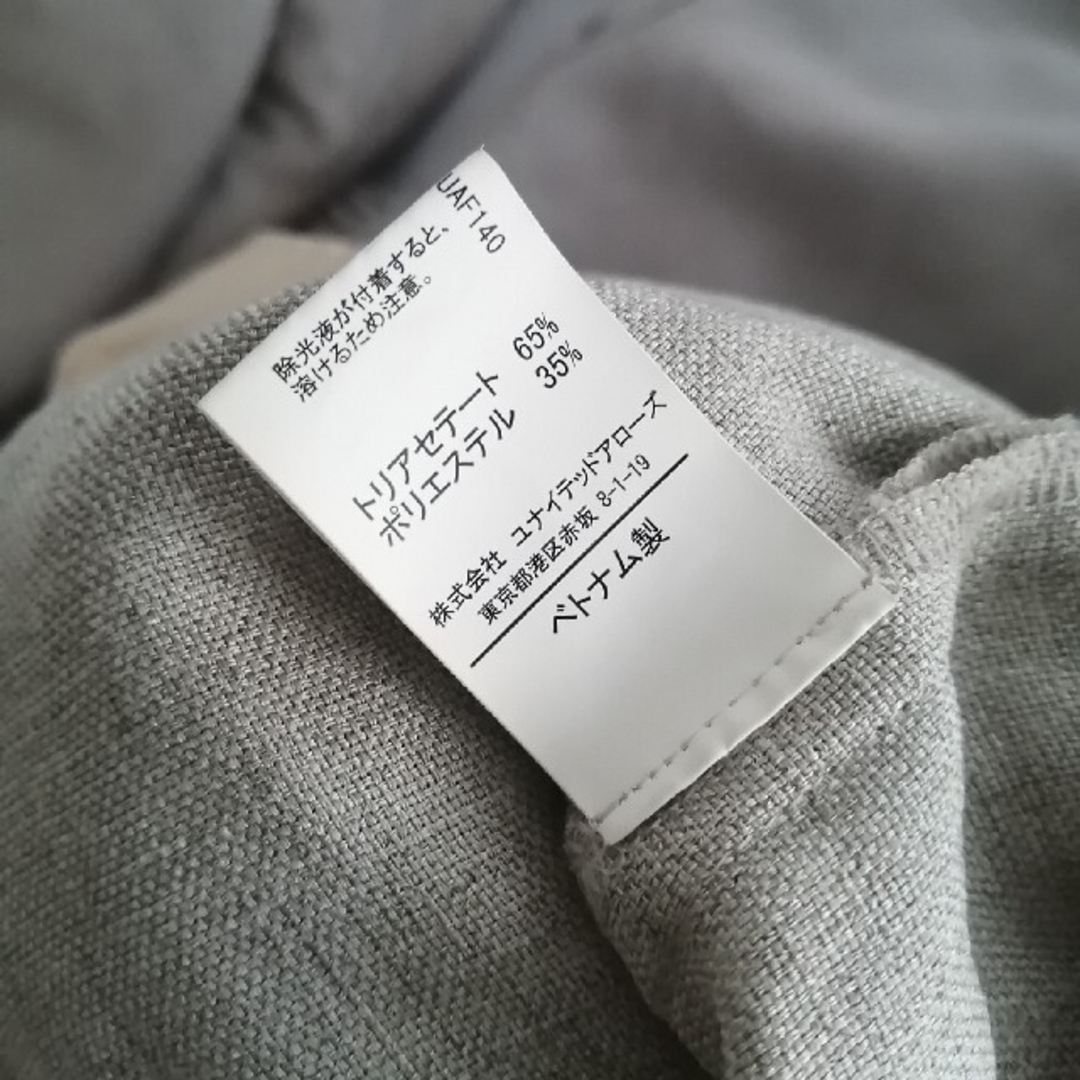 UAF140
除光液が付着すると、
溶けるため注意。
トリアセテート 65%
ポリエステル 35%
株式会社 ユナイテッドアローズ
東京都港区赤坂 8-1-19
ベトナム製